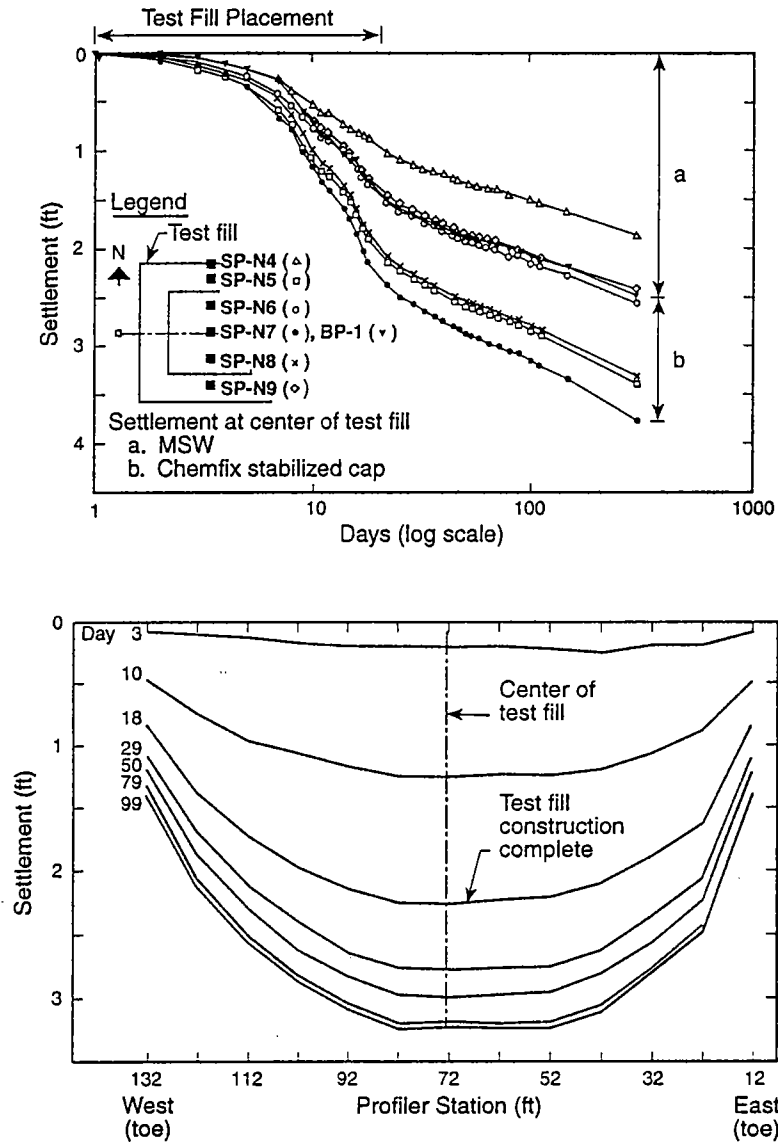 Test Fill Placement
0
1
2
3
4
Settlement (ft)
a
b
Legend
Test fill
N
SP-N4 (△)
SP-N5 (□)
SP-N6 (○)
SP-N7 (●), BP-1 (▼)
SP-N8 (×)
SP-N9 (◇)
Settlement at center of test fill
a. MSW
b. Chemfix stabilized cap
1 10 100 1000
Days (log scale)
0
1
2
3
Settlement (ft)
Day 3
10
18
29
50
79
99
Center of
test fill
Test fill
construction
complete
132 112 92 72 52 32 12
West
(toe)
Profiler Station (ft)
East
(toe)